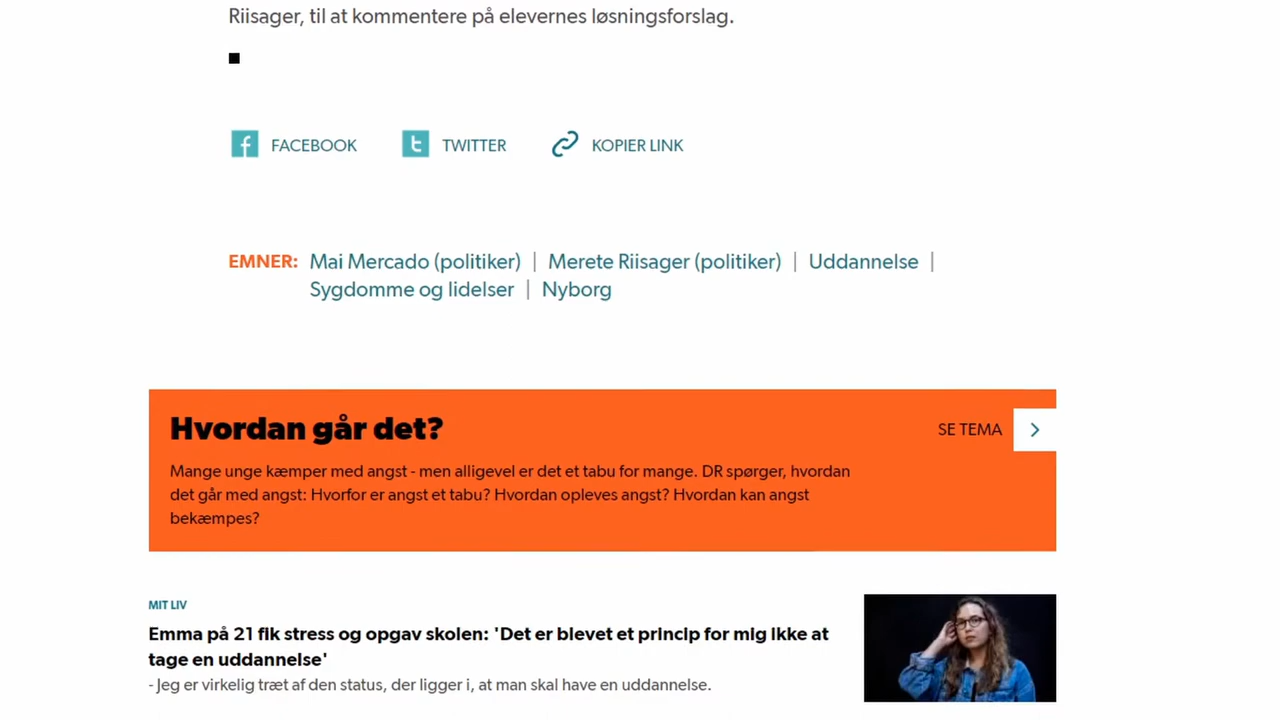 Riisager, til at kommentere på elevernes løsningsforslag.
FACEBOOK TWITTER KOPIER LINK
EMNER: Mai Mercado (politiker) | Merete Riisager (politiker) | Uddannelse |
Sygdomme og lidelser | Nyborg
Hvordan går det?
SE TEMA
Mange unge kæmper med angst - men alligevel er det et tabu for mange. DR spørger, hvordan
det går med angst: Hvorfor er angst et tabu? Hvordan opleves angst? Hvordan kan angst
bekæmpes?
MIT LIV
Emma på 21 fik stress og opgav skolen: 'Det er blevet et princip for mig ikke at
tage en uddannelse'
- Jeg er virkelig træt af den status, der ligger i, at man skal have en uddannelse.